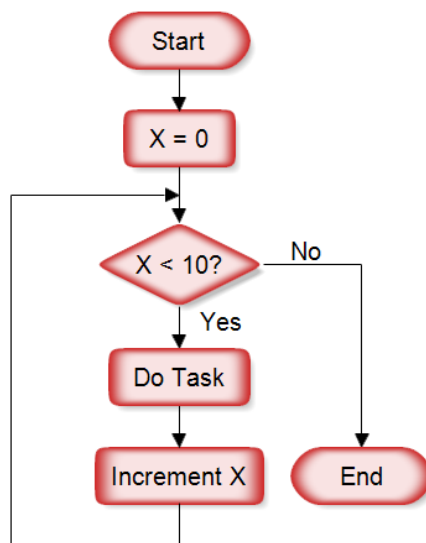 Start
X = 0
X < 10?
No
Yes
Do Task
Increment X
End